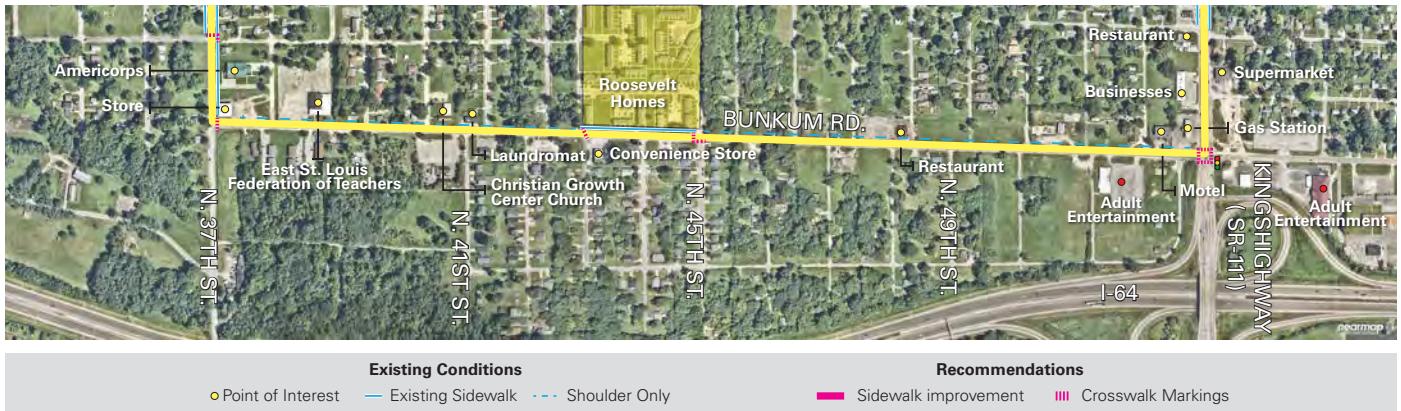 Restaurant
Americorps
Supermarket
Roosevelt
Homes
Businesses
Store
BUNKUM RD.
Gas Station
Laundromat
Convenience Store
East St. Louis
Federation of Teachers
Restaurant
Christian Growth
Center Church
Motel
Adult
Entertainment
Adult
Entertainment
N. 37TH ST.
N. 41ST ST.
N. 45TH ST.
N. 49TH ST.
KINGSHIGHWAY
(SR-111)
I-64
nearmap
Existing Conditions
Point of Interest
Existing Sidewalk
Shoulder Only
Recommendations
Sidewalk improvement
Crosswalk Markings